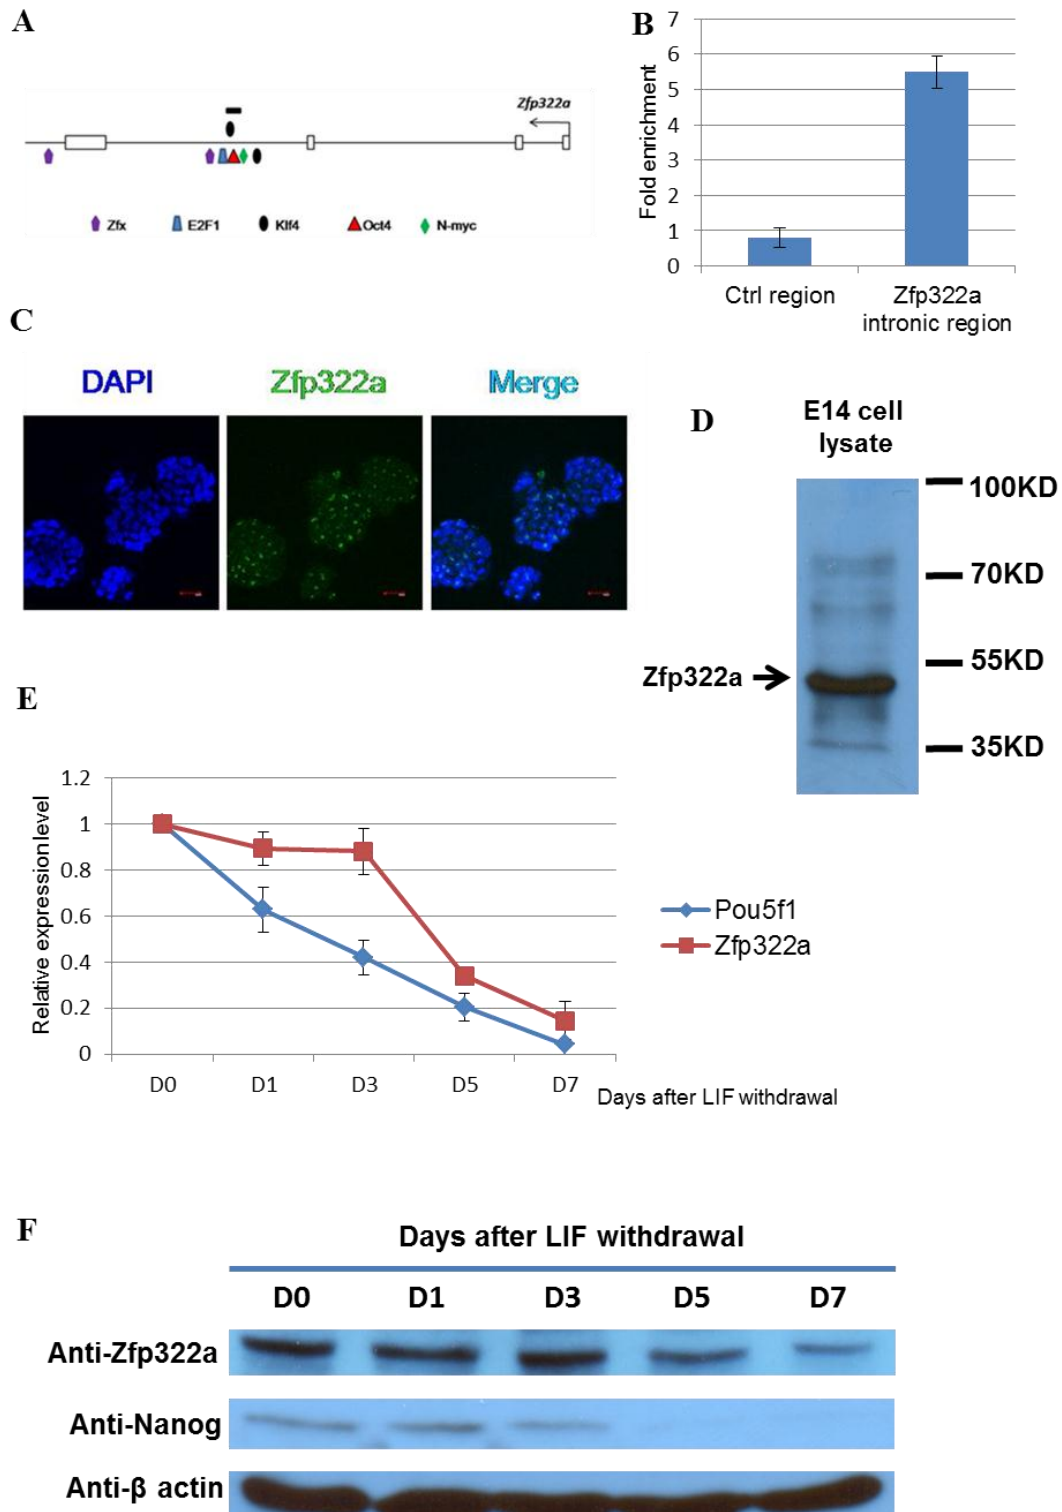 A
Zfp322a
Zfx
E2F1
Klf4
Oct4
N-myc
B
Fold enrichment
7
6
5
4
3
2
1
0
Ctrl region
Zfp322a
intronic region
C
DAPI
Zfp322a
Merge
D
E14 cell
lysate
100KD
70KD
55KD
35KD
Zfp322a
E
Relative expression level
1.2
1
0.8
0.6
0.4
0.2
0
D0
D1
D3
D5
D7
Days after LIF withdrawal
Pou5f1
Zfp322a
F
Days after LIF withdrawal
D0
D1
D3
D5
D7
Anti-Zfp322a
Anti-Nanog
Anti-β actin